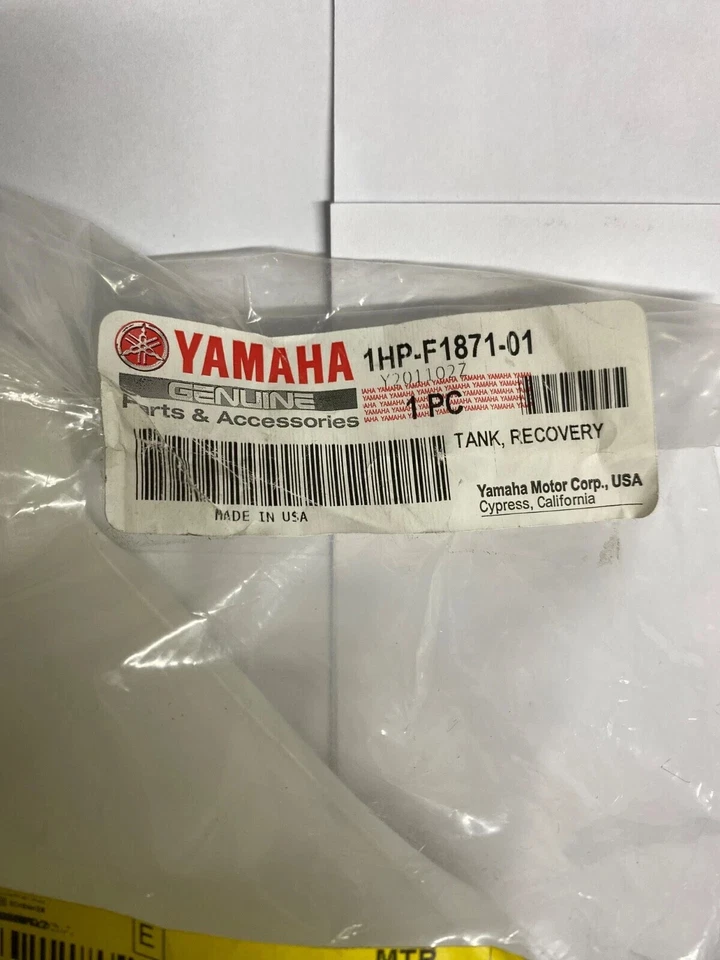 YAMAHA 1HP-F1871-01
GENUINE Y2011027
Parts & Accessories 1 PC
TANK, RECOVERY
Yamaha Motor Corp., USA
Cypress, California
MADE IN USA
E
MTR